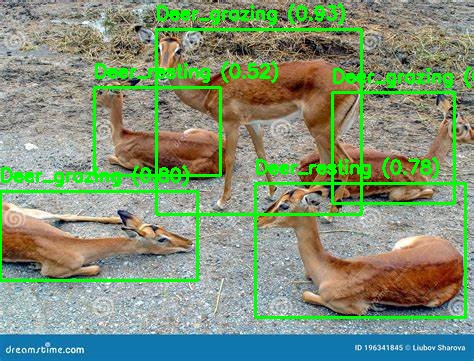 Deer_grazing (0.93)
Deer_resting (0.52)
Deer_grazing (
Deer_resting (0.78)
Deer_grazing (0.80)
dreamstime.com
ID 196341845 © Liubov Sharova